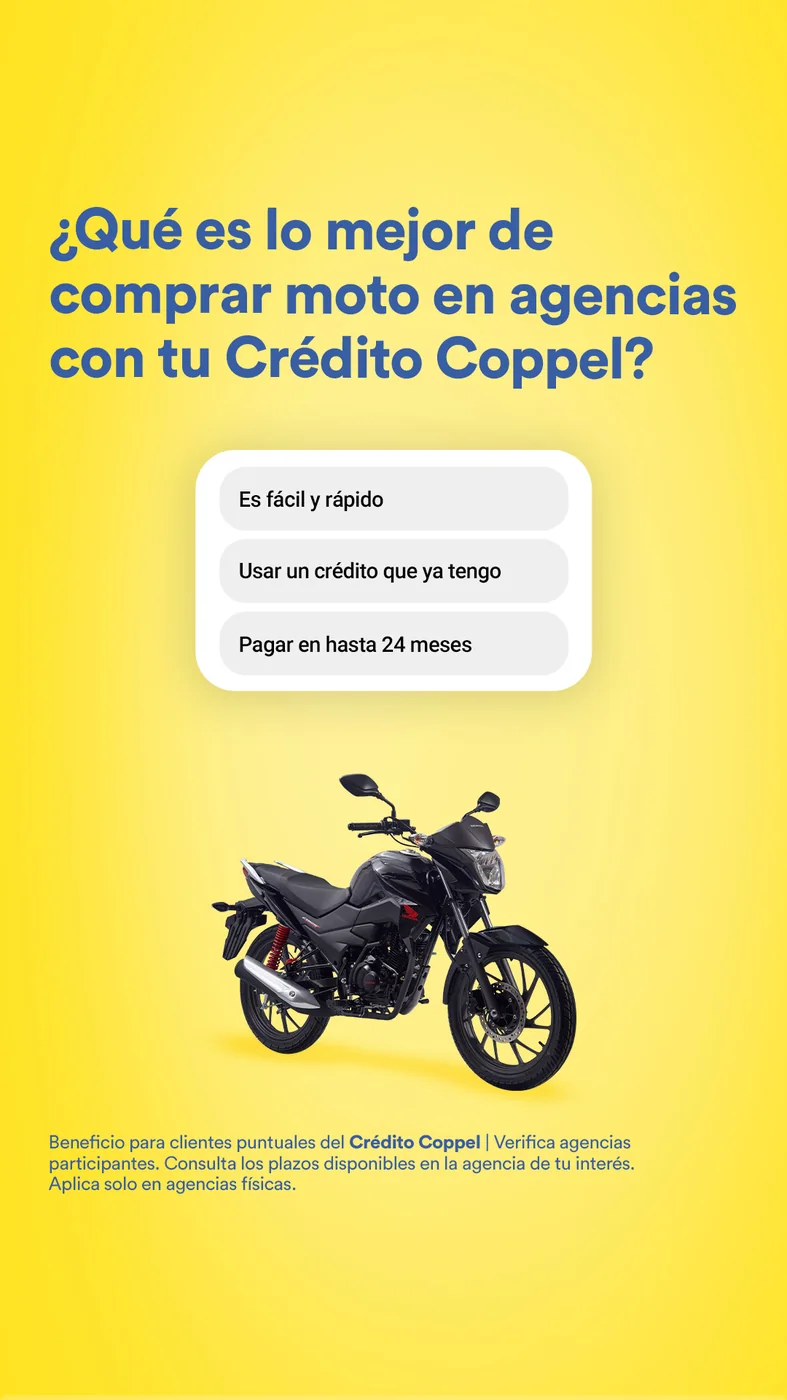 ¿Qué es lo mejor de
comprar moto en agencias
con tu Crédito Coppel?
Es fácil y rápido
Usar un crédito que ya tengo
Pagar en hasta 24 meses
Beneficio para clientes puntuales del Crédito Coppel | Verifica agencias
participantes. Consulta los plazos disponibles en la agencia de tu interés.
Aplica solo en agencias físicas.